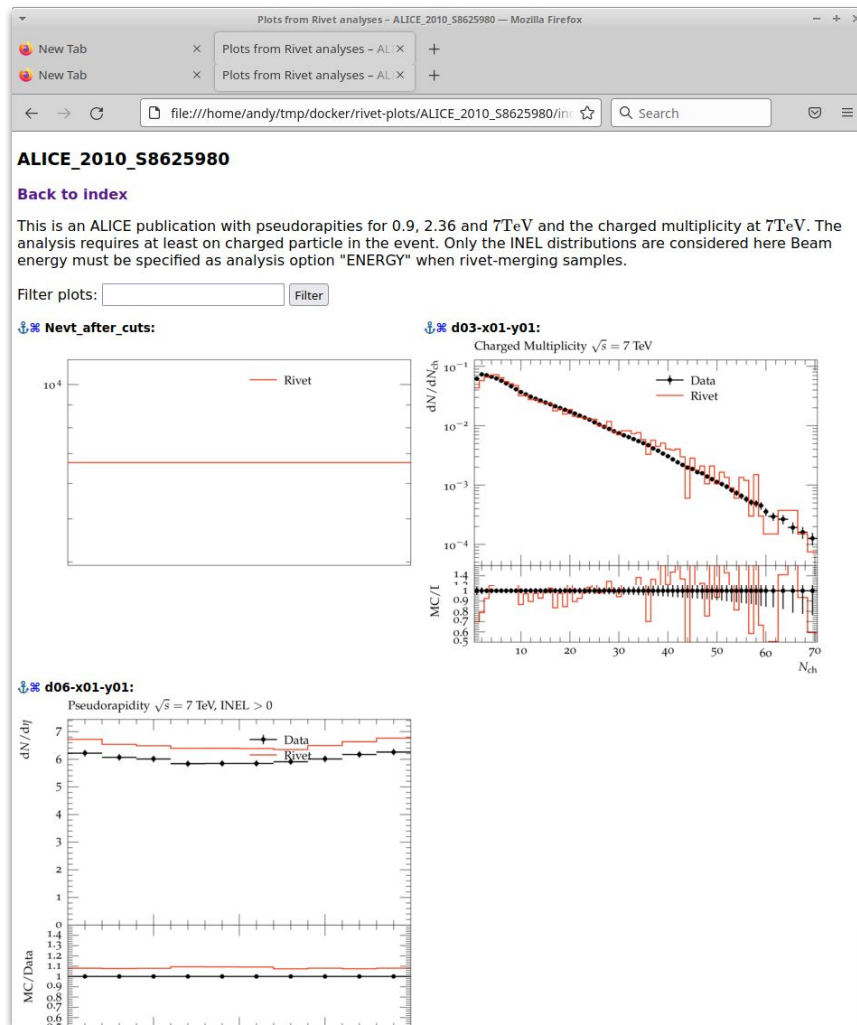 Plots from Rivet analyses – ALICE_2010_S8625980 — Mozilla Firefox
New Tab
Plots from Rivet analyses – AL
New Tab
Plots from Rivet analyses – AL
file:///home/andy/tmp/docker/rivet-plots/ALICE_2010_S8625980/in
Search
ALICE_2010_S8625980
Back to index
This is an ALICE publication with pseudorapities for 0.9, 2.36 and 7TeV and the charged multiplicity at 7TeV. The
analysis requires at least on charged particle in the event. Only the INEL distributions are considered here Beam
energy must be specified as analysis option "ENERGY" when rivet-merging samples.
Filter plots:
Filter
⚓⌘ Nevt_after_cuts:
10⁴
Rivet
⚓⌘ d03-x01-y01:
Charged Multiplicity √s = 7 TeV
dN/dN_ch
10⁻¹
10⁻²
10⁻³
10⁻⁴
Data
Rivet
MC/
1.4
1
0.9
0.8
0.7
0.6
0.5
10 20 30 40 50 60 70
N_ch
⚓⌘ d06-x01-y01:
Pseudorapidity √s = 7 TeV, INEL > 0
dN/dη
7
6
5
4
3
2
1
0
Data
Rivet
MC/Data
1.4
1.3
1.2
1.1
1
0.9
0.8
0.7
0.6